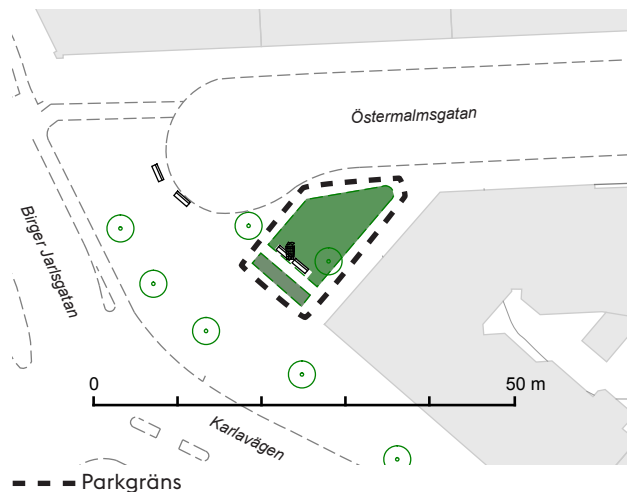 Östermalmsgatan
Birger Jarlsgatan
0
50 m
Karlavägen
Parkgräns